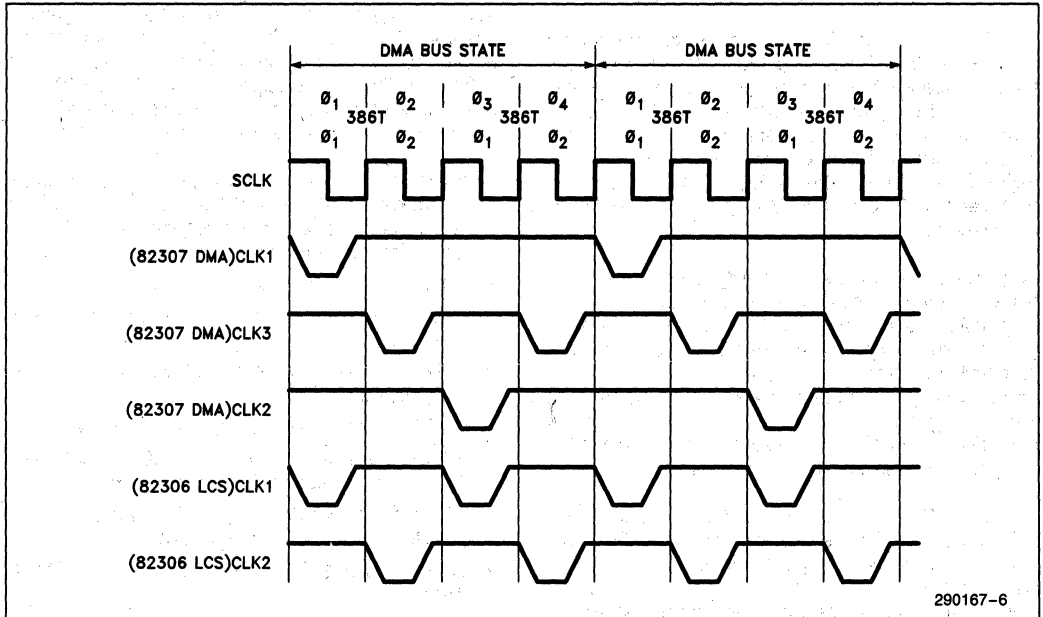 DMA BUS STATE DMA BUS STATE
Ø1 Ø2 Ø3 Ø4 Ø1 Ø2 Ø3 Ø4
386T 386T 386T 386T
Ø1 Ø2 Ø1 Ø2 Ø1 Ø2 Ø1 Ø2
SCLK
(82307 DMA)CLK1
(82307 DMA)CLK3
(82307 DMA)CLK2
(82306 LCS)CLK1
(82306 LCS)CLK2
290167-6